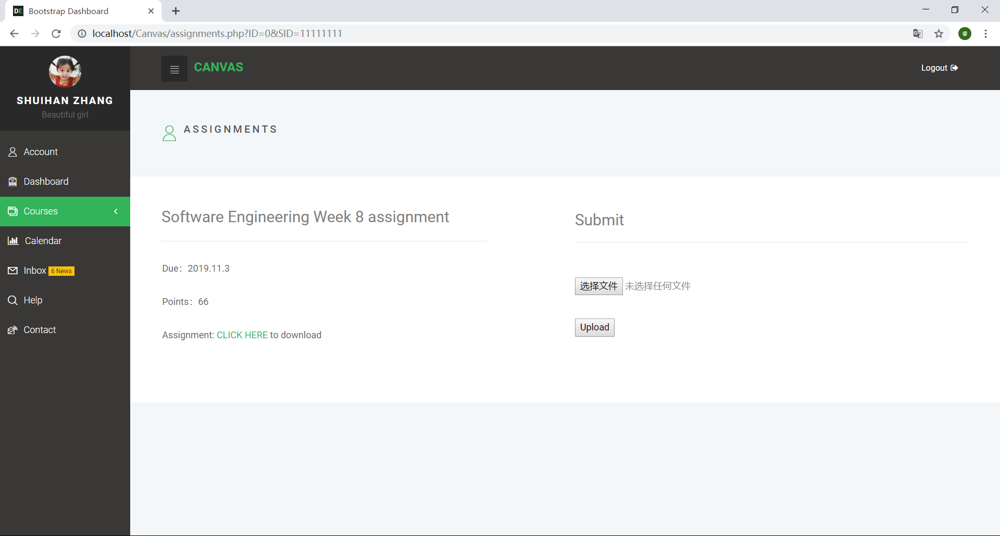 DE Bootstrap Dashboard
localhost/Canvas/assignments.php?ID=0&SID=11111111
睿
SHUIHAN ZHANG
Beautiful girl
Account
Dashboard
Courses
Calendar
Inbox 6 News
Help
Contact
CANVAS
Logout
ASSIGNMENTS
Software Engineering Week 8 assignment
Due：2019.11.3
Points：66
Assignment: CLICK HERE to download
Submit
选择文件 未选择任何文件
Upload